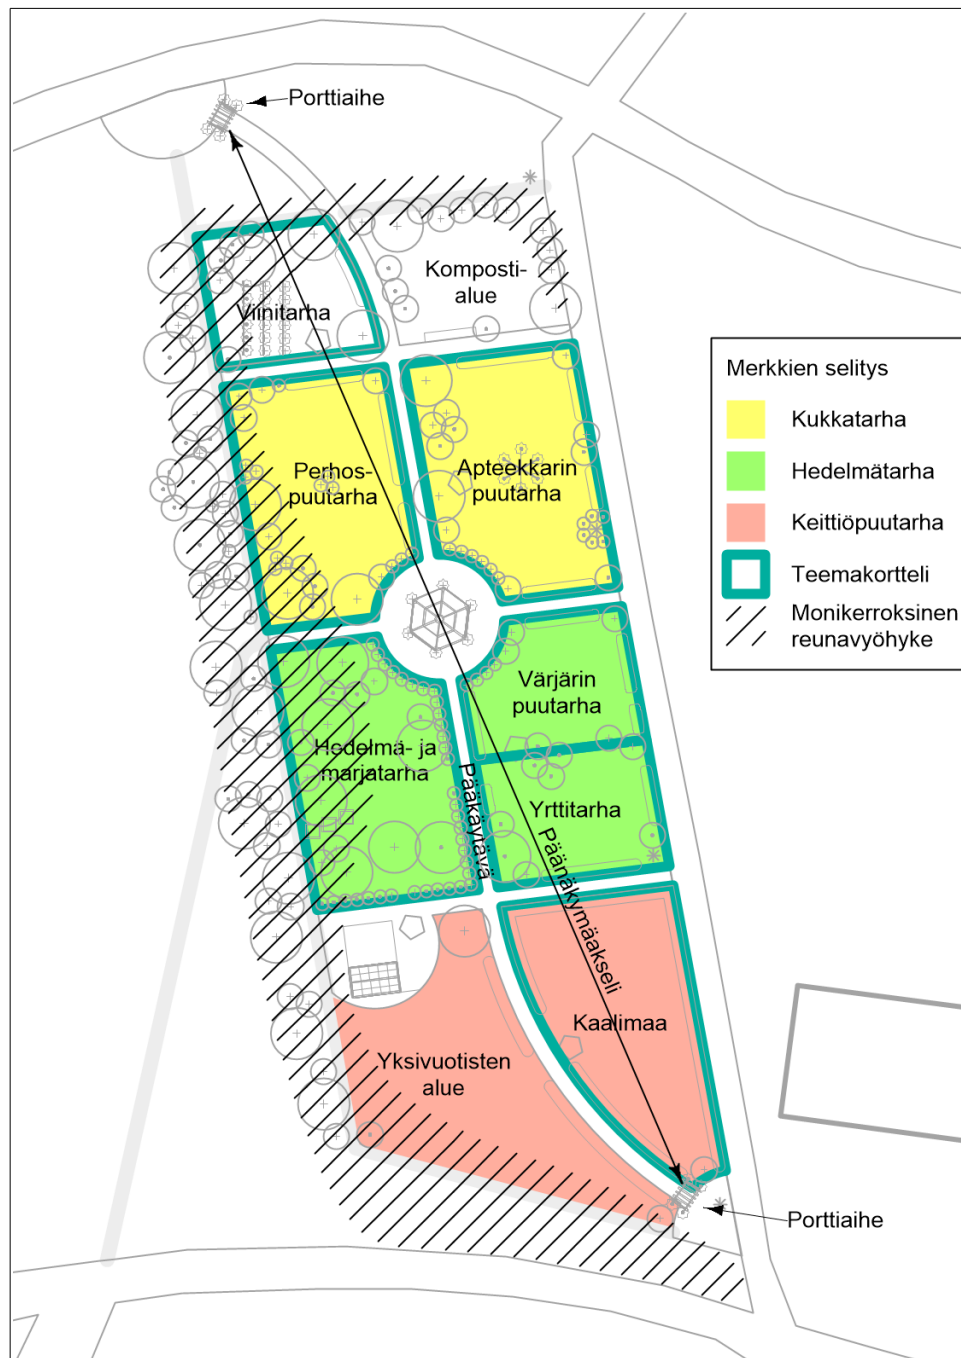 Porttiaihe
Komposti-
alue
Viinitarha
Merkkien selitys
Kukkatarha
Hedelmätarha
Keittiöpuutarha
Teemakortteli
Monikerroksinen
reunavyöhyke
Perhos-
puutarha
Apteekkarin
puutarha
Värjärin
puutarha
Hedelmä- ja
marjatarha
Pääkäytävä
Yrttitarha
Päänäkymäakseli
Kaalimaa
Yksivuotisten
alue
Porttiaihe